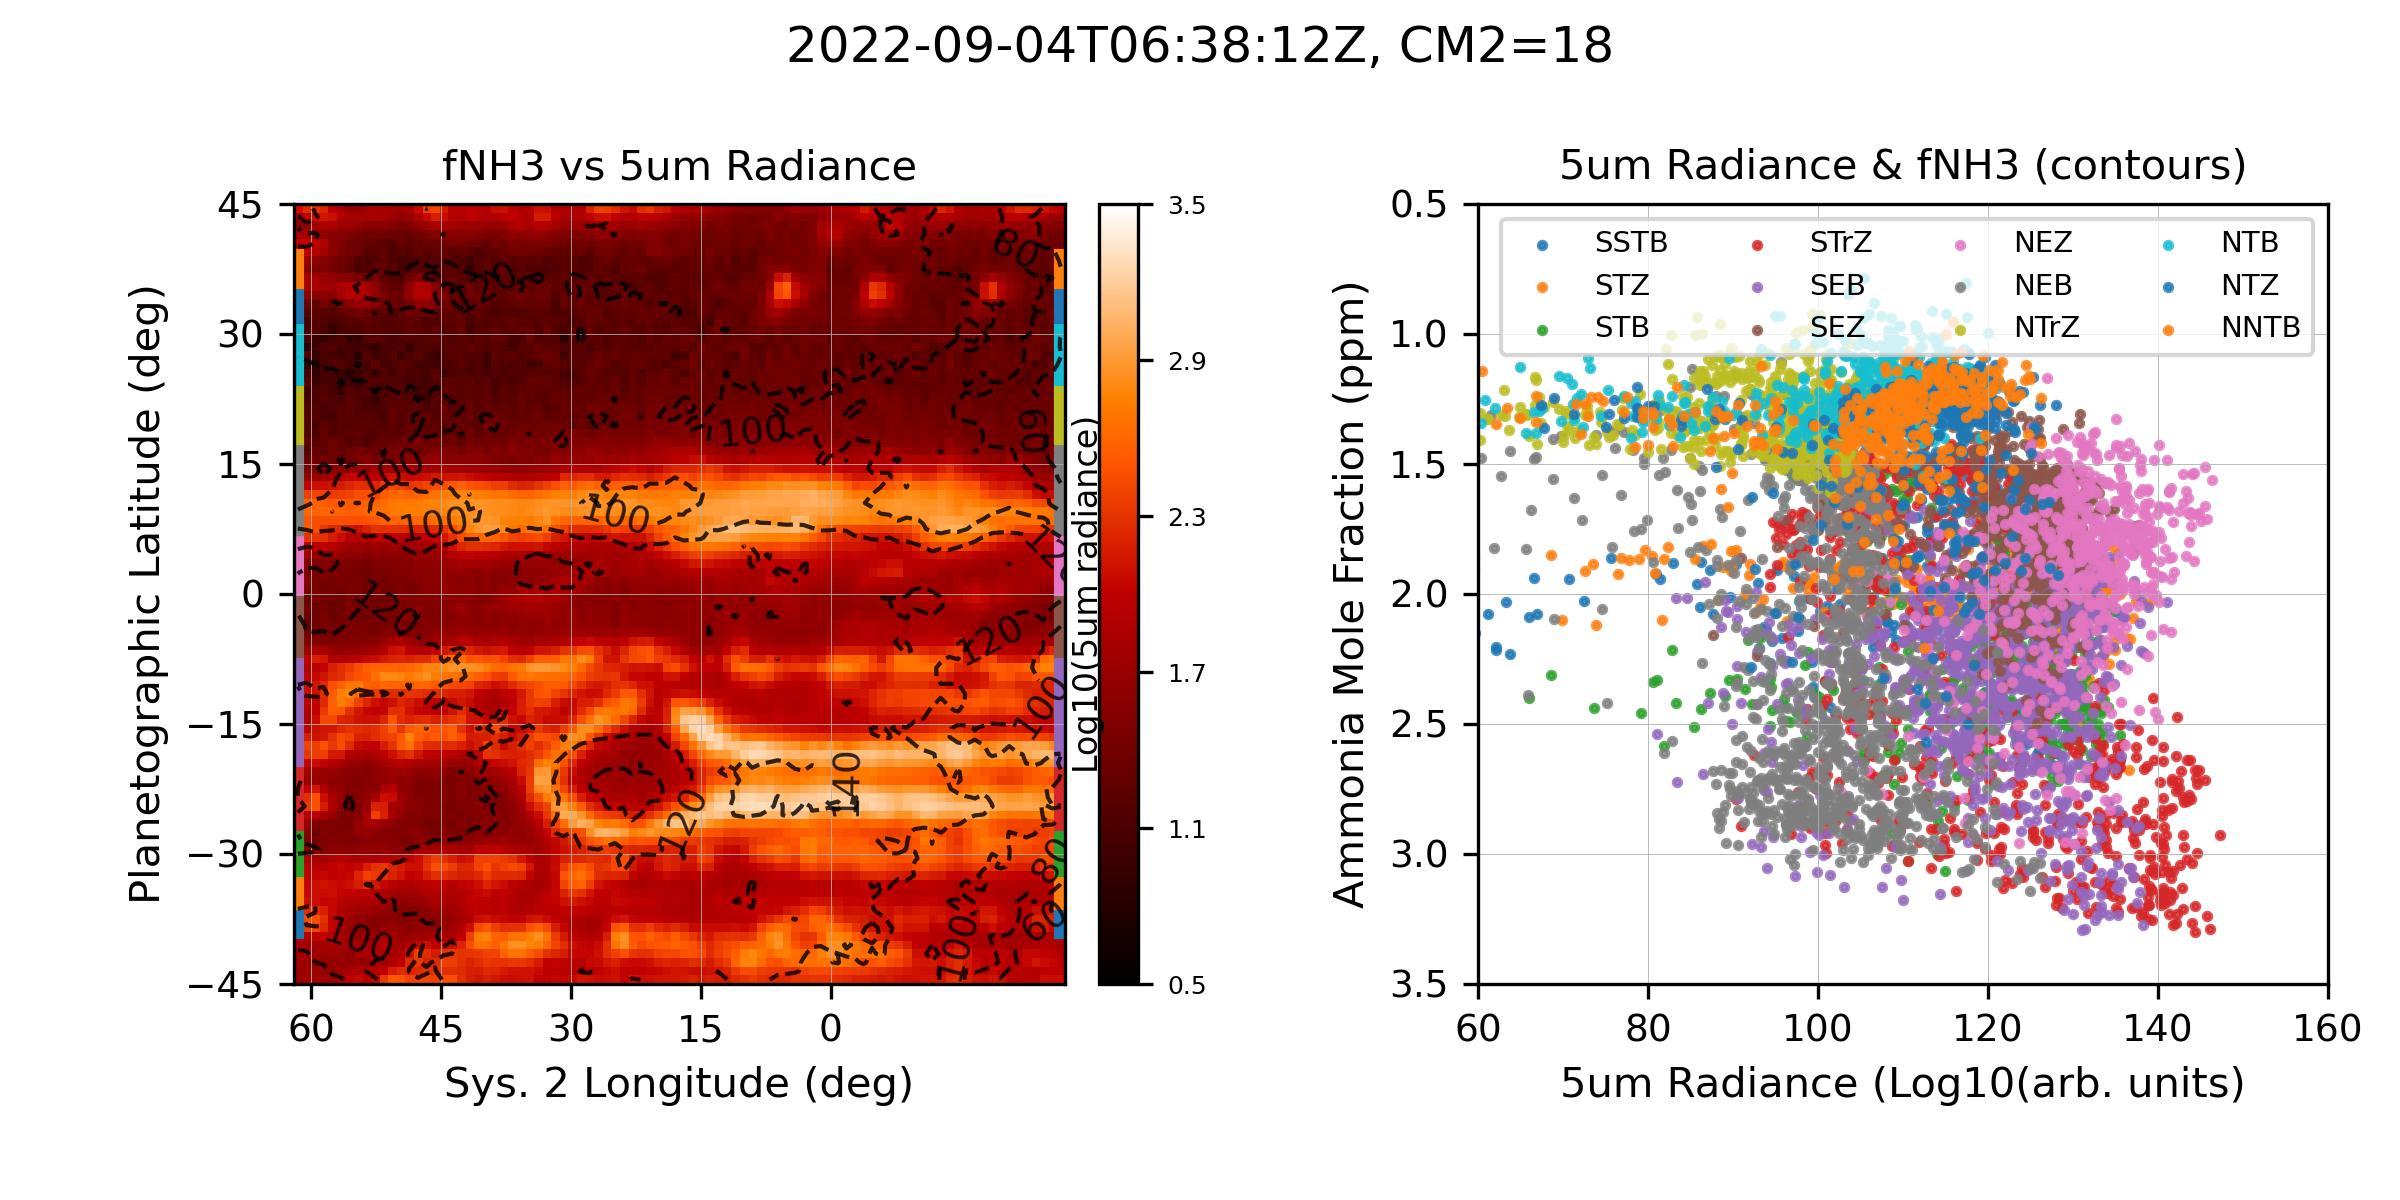 2022-09-04T06:38:12Z, CM2=18
fNH3 vs 5um Radiance
Planetographic Latitude (deg)
45
30
15
0
−15
−30
−45
60
45
30
15
0
Sys. 2 Longitude (deg)
120
80
100
60
100
100
100
120
120
120
100
140
120
80
60
100
100
Log10(5um radiance)
3.5
2.9
2.3
1.7
1.1
0.5
5um Radiance & fNH3 (contours)
Ammonia Mole Fraction (ppm)
0.5
1.0
1.5
2.0
2.5
3.0
3.5
SSTB
STZ
STB
STrZ
SEB
SEZ
NEZ
NEB
NTrZ
NTB
NTZ
NNTB
60
80
100
120
140
160
5um Radiance (Log10(arb. units)